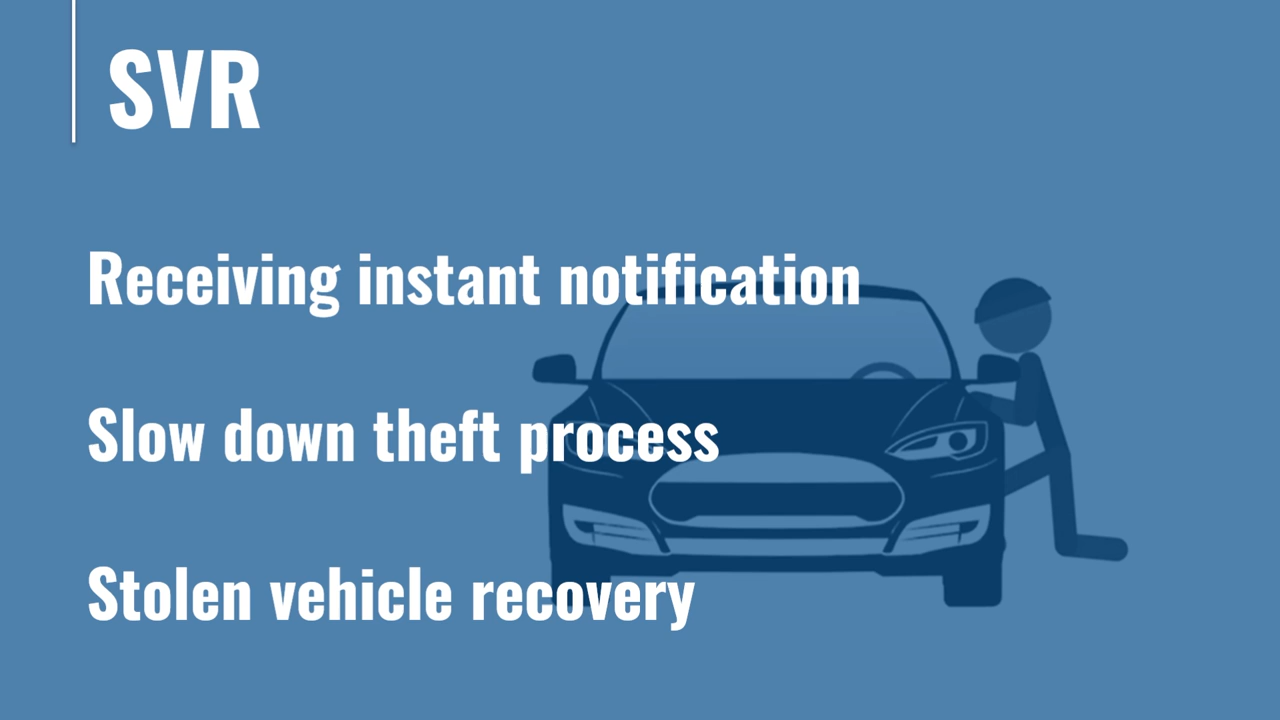 SVR
Receiving instant notification
Slow down theft process
Stolen vehicle recovery